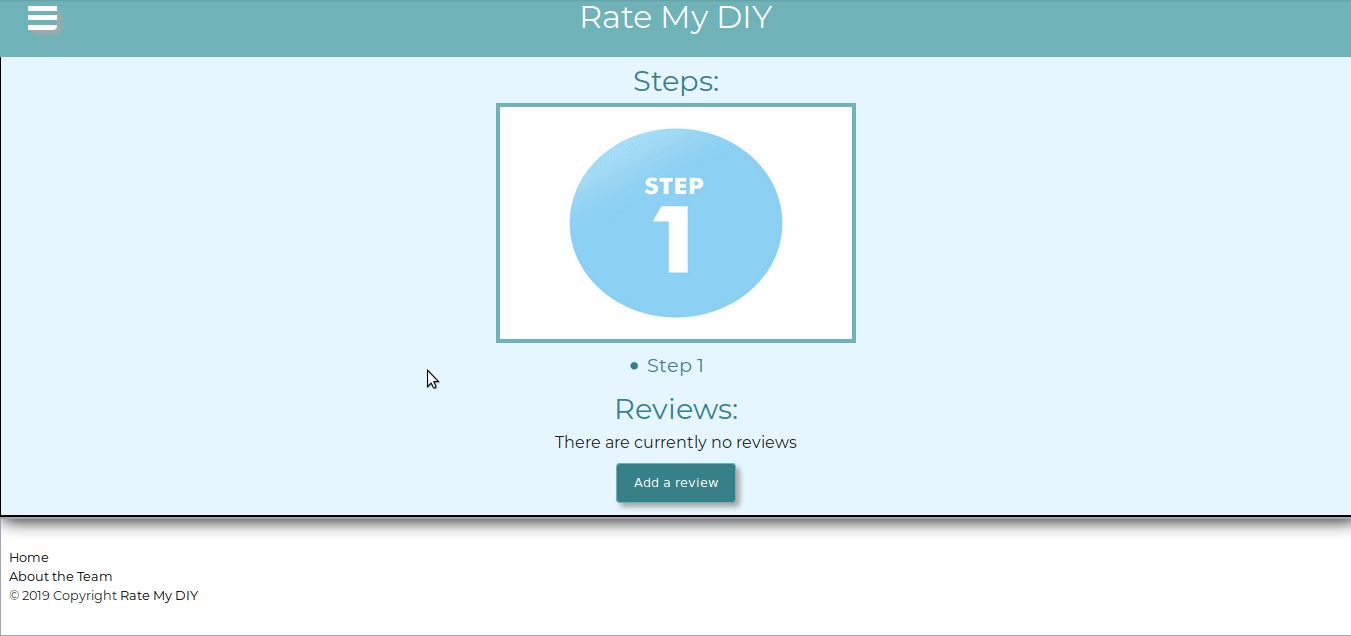 Rate My DIY
Steps:
STEP
1
• Step 1
Reviews:
There are currently no reviews
Add a review
Home
About the Team
© 2019 Copyright Rate My DIY